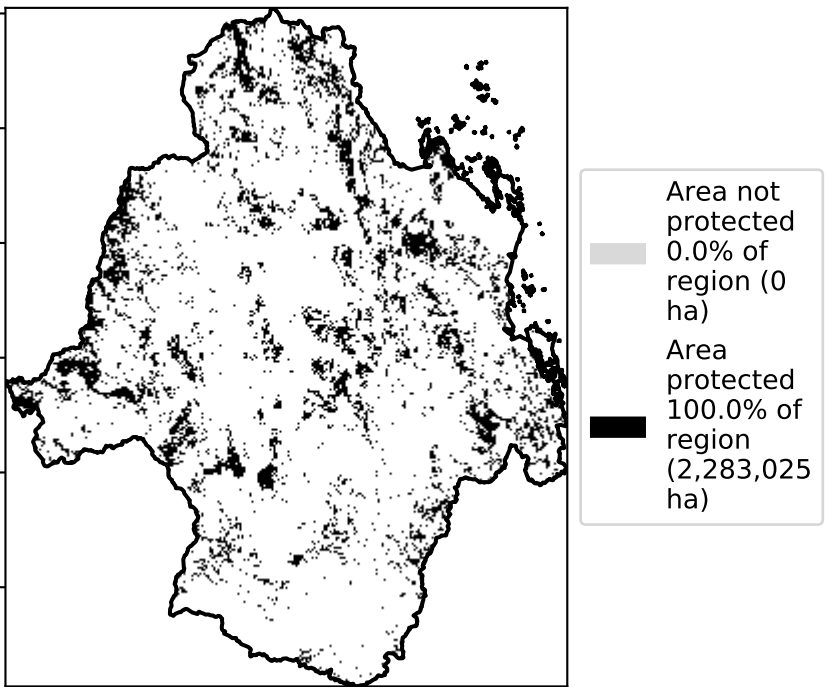 Area not
protected
0.0% of
region (0
ha)
Area
protected
100.0% of
region
(2,283,025
ha)